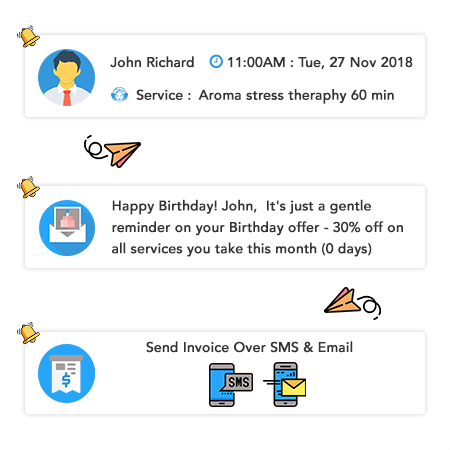 John Richard 11:00AM : Tue, 27 Nov 2018
Service : Aroma stress theraphy 60 min
Happy Birthday! John, It's just a gentle
reminder on your Birthday offer - 30% off on
all services you take this month (0 days)
Send Invoice Over SMS & Email
SMS